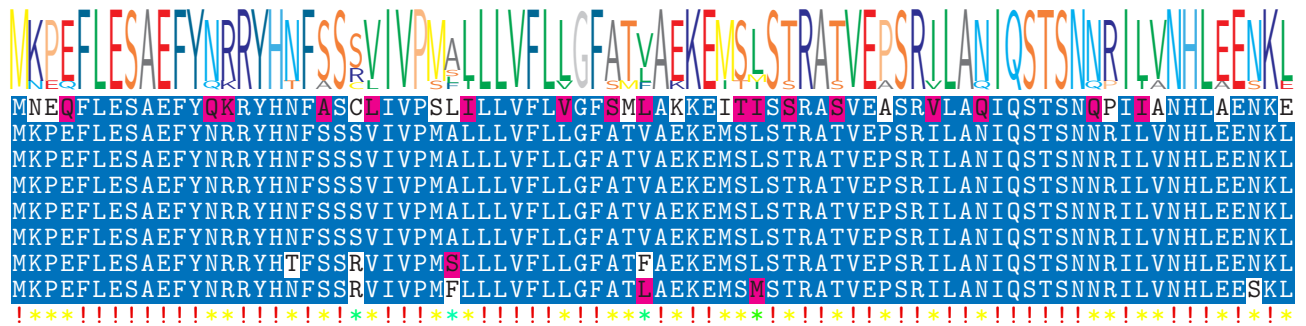 MKPEFLESAEFYNRRYHNFSSSVIVPMALLLVFLLGFATVAEKEMSLSTRATVEPSRILANIQSTSNNRILVNHLEENKL
MNEQFLESAEFYQKRYHNFASCLIVPSLILLVFLVGFSMLAKKEITISSRASVEASRVLAQIQSTSNQPIIANHLAENKE
MKPEFLESAEFYNRRYHNFSSSVIVPMALLLVFLLGFATVAEKEMSLSTRATVEPSRILANIQSTSNNRILVNHLEENKL
MKPEFLESAEFYNRRYHNFSSSVIVPMALLLVFLLGFATVAEKEMSLSTRATVEPSRILANIQSTSNNRILVNHLEENKL
MKPEFLESAEFYNRRYHNFSSSVIVPMALLLVFLLGFATVAEKEMSLSTRATVEPSRILANIQSTSNNRILVNHLEENKL
MKPEFLESAEFYNRRYHNFSSSVIVPMALLLVFLLGFATVAEKEMSLSTRATVEPSRILANIQSTSNNRILVNHLEENKL
MKPEFLESAEFYNRRYHNFSSSVIVPMALLLVFLLGFATVAEKEMSLSTRATVEPSRILANIQSTSNNRILVNHLEENKL
MKPEFLESAEFYNRRYHTFSSRVIVPMSLLLVFLLGFATFAEKEMSLSTRATVEPSRILANIQSTSNNRILVNHLEENKL
MKPEFLESAEFYNRRYHNFSSRVIVPMFLLLVFLLGFATLAEKEMSMSTRATVEPSRILANIQSTSNNRILVNHLEESKL
!***!!!!!!!!**!!!*!*!**!!!***!!!!!*!!***!*!!***!*!!*!!*!!*!!*!!!!!!**!**!!!*!*!*